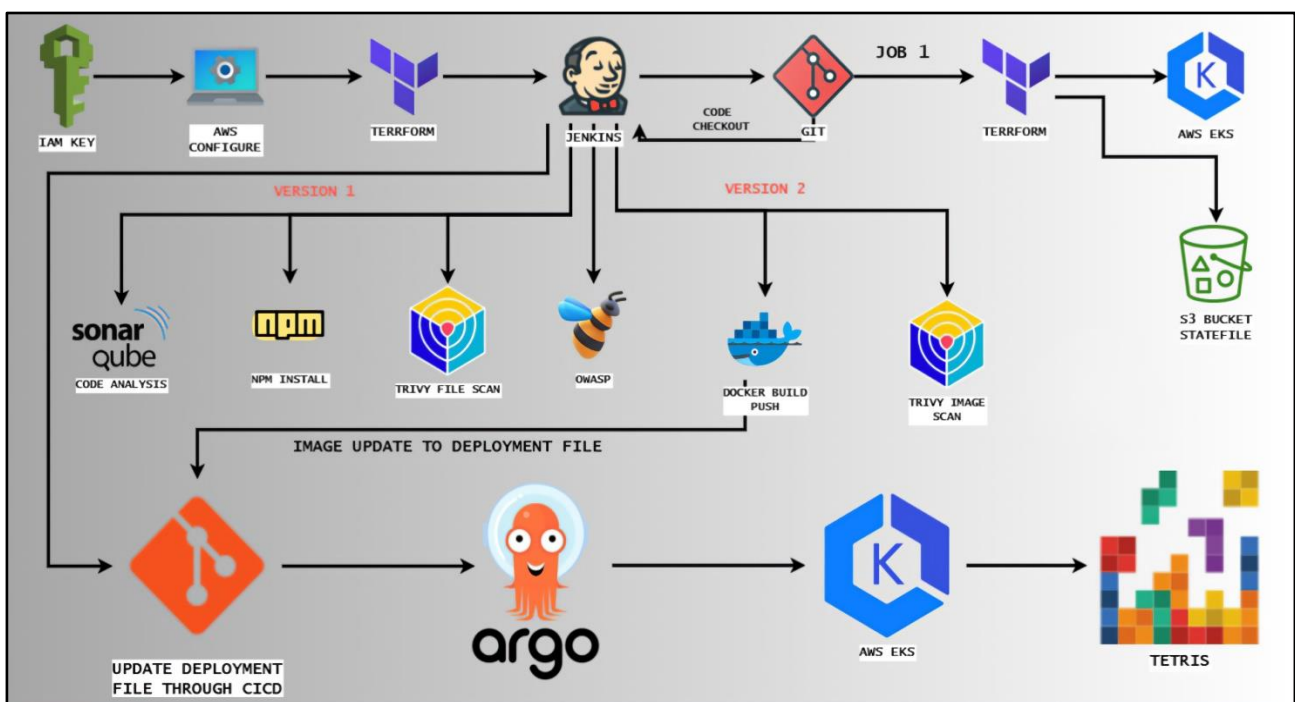 JOB 1
CODE
CHECKOUT
IAM KEY
AWS
CONFIGURE
TERRFORM
JENKINS
GIT
TERRFORM
K
AWS EKS
VERSION 1
VERSION 2
sonar
qube
CODE ANALYSIS
npm
NPM INSTALL
TRIVY FILE SCAN
OWASP
DOCKER BUILD
PUSH
TRIVY IMAGE
SCAN
S3 BUCKET
STATEFILE
IMAGE UPDATE TO DEPLOYMENT FILE
UPDATE DEPLOYMENT
FILE THROUGH CICD
argo
K
AWS EKS
TETRIS